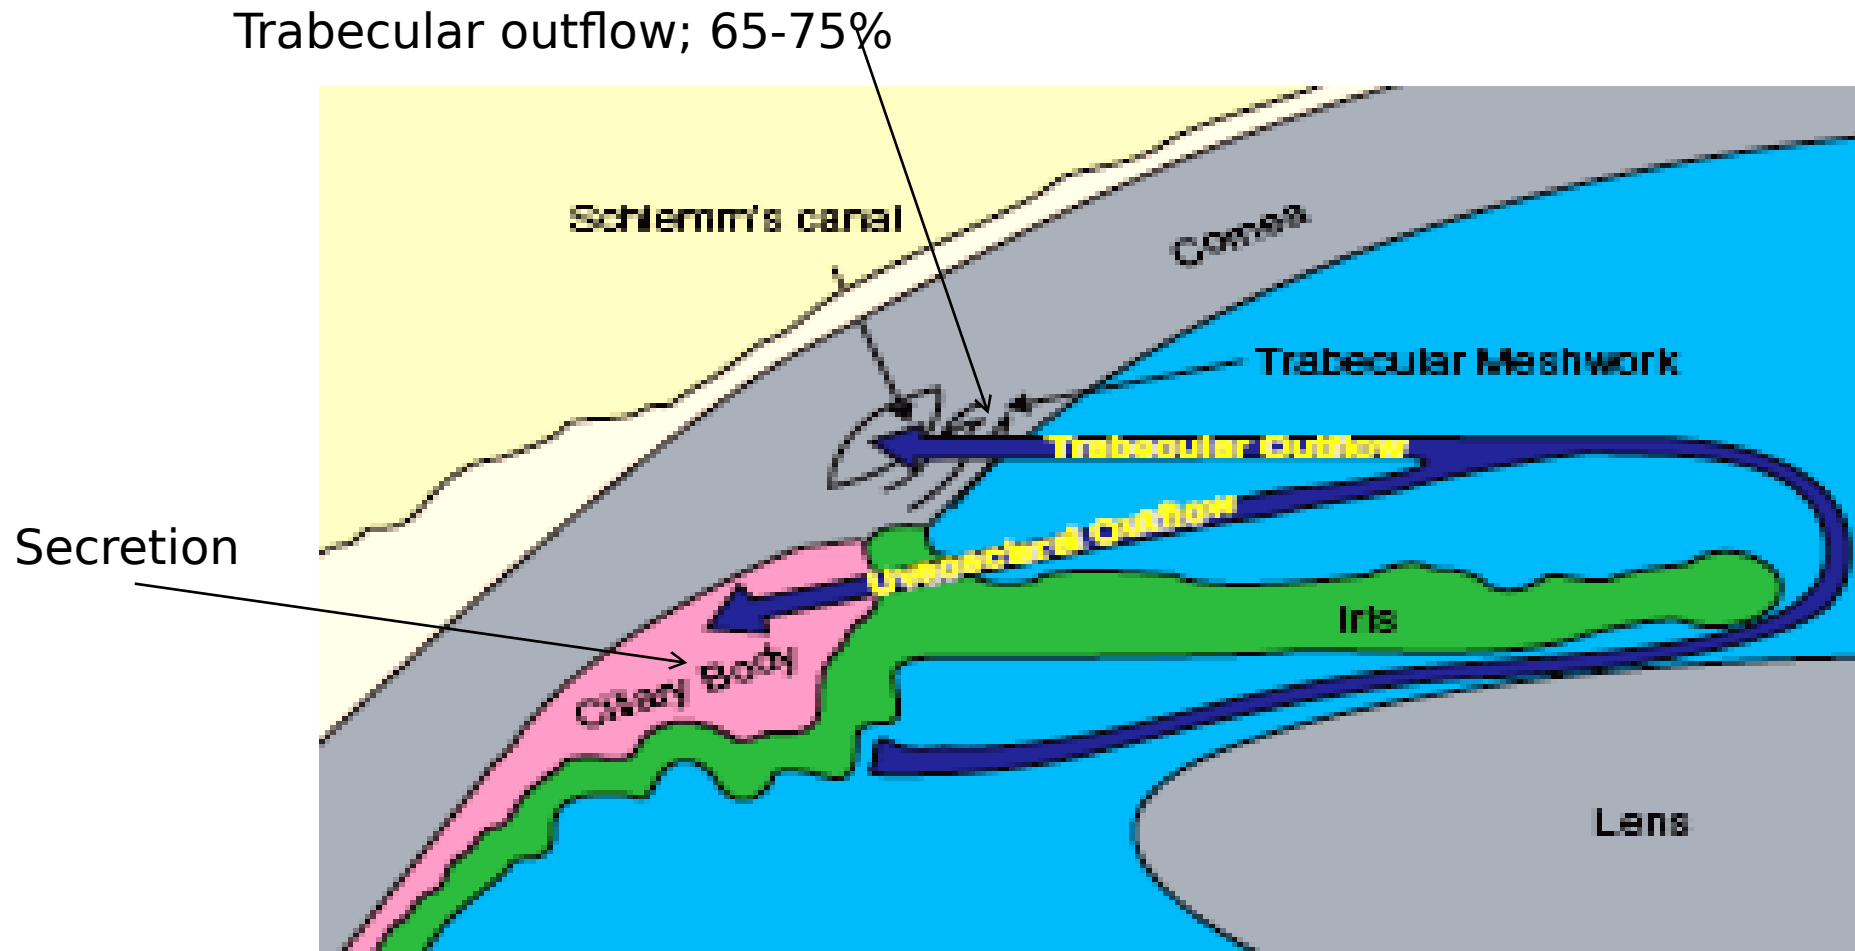 Trabecular outflow; 65-75%
Schlemm's canal
Cornea
Trabecular Meshwork
Trabecular Outflow
Uveoscleral Outflow
Secretion
Iris
Ciliary Body
Lens